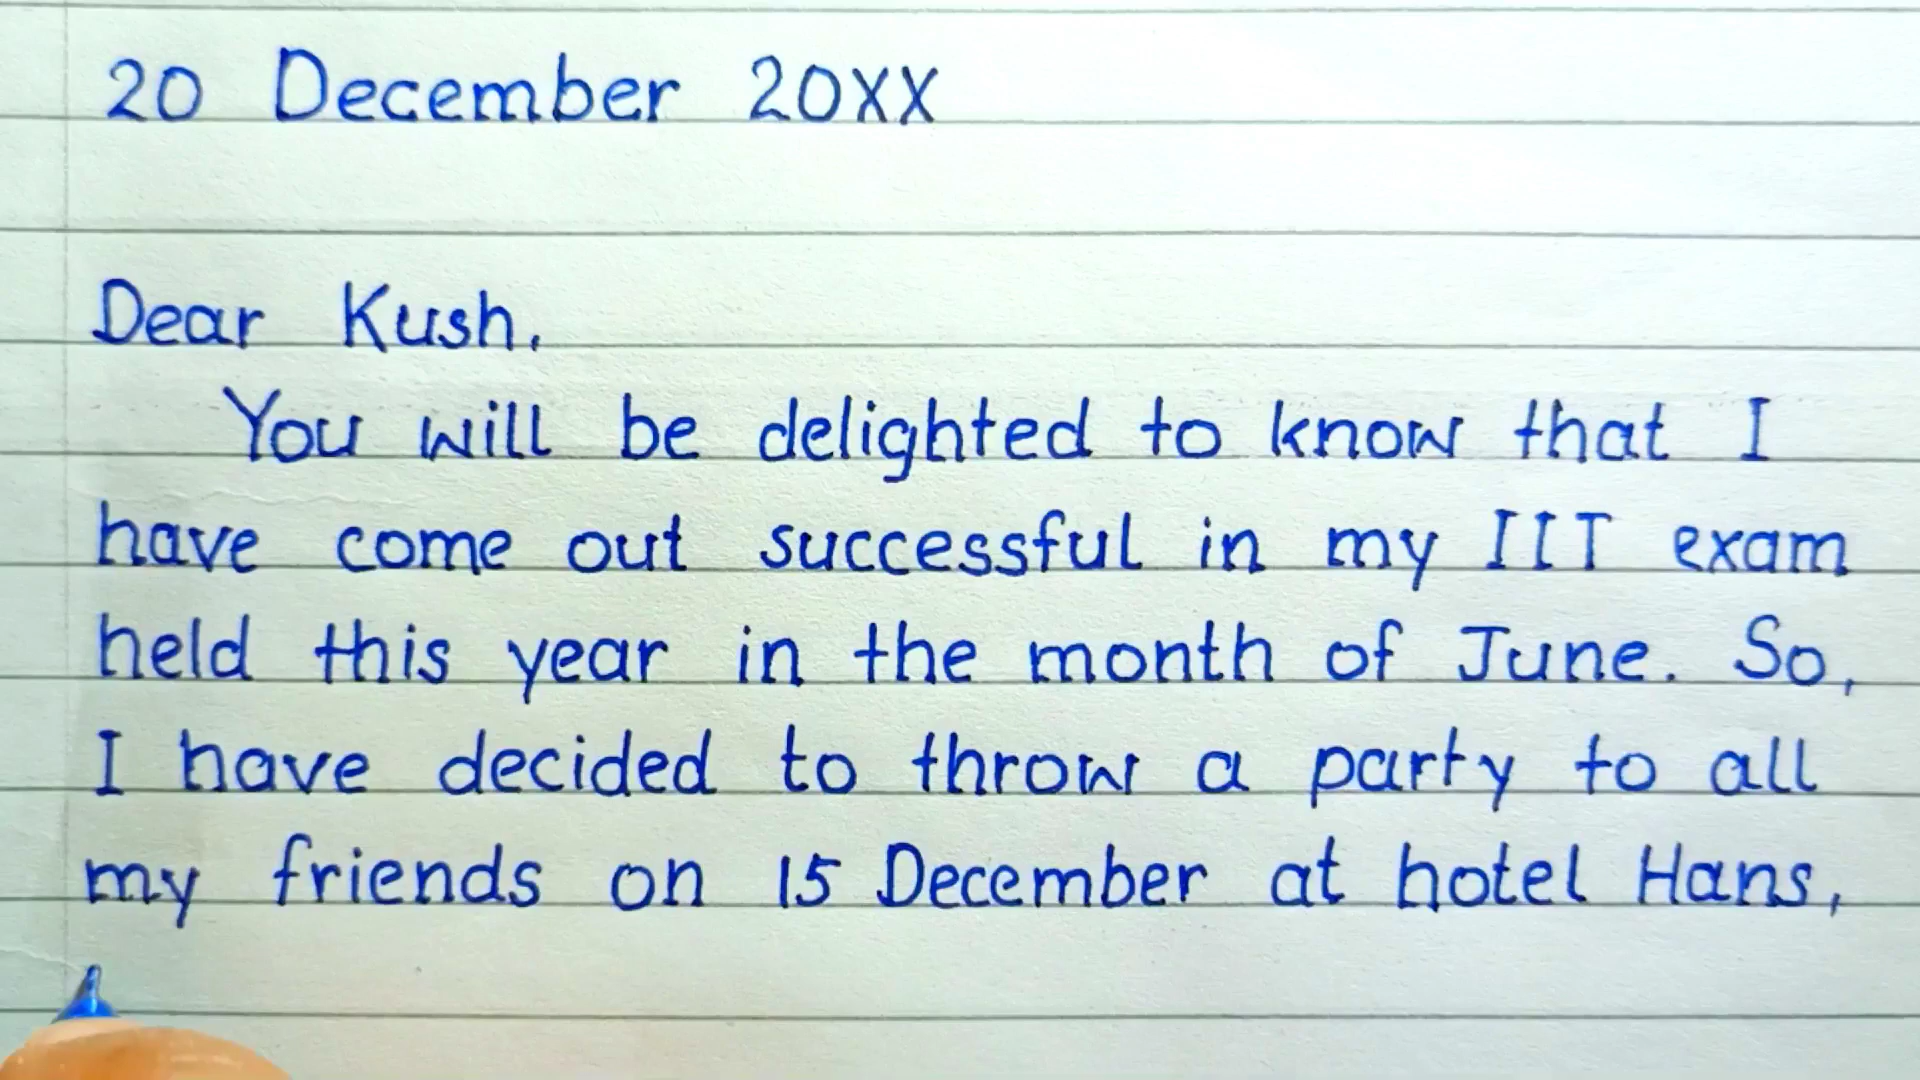 20 December 20XX
Dear Kush,
You will be delighted to know that I
have come out successful in my IIT exam
held this year in the month of June. So,
I have decided to throw a party to all
my friends on 15 December at hotel Hans,